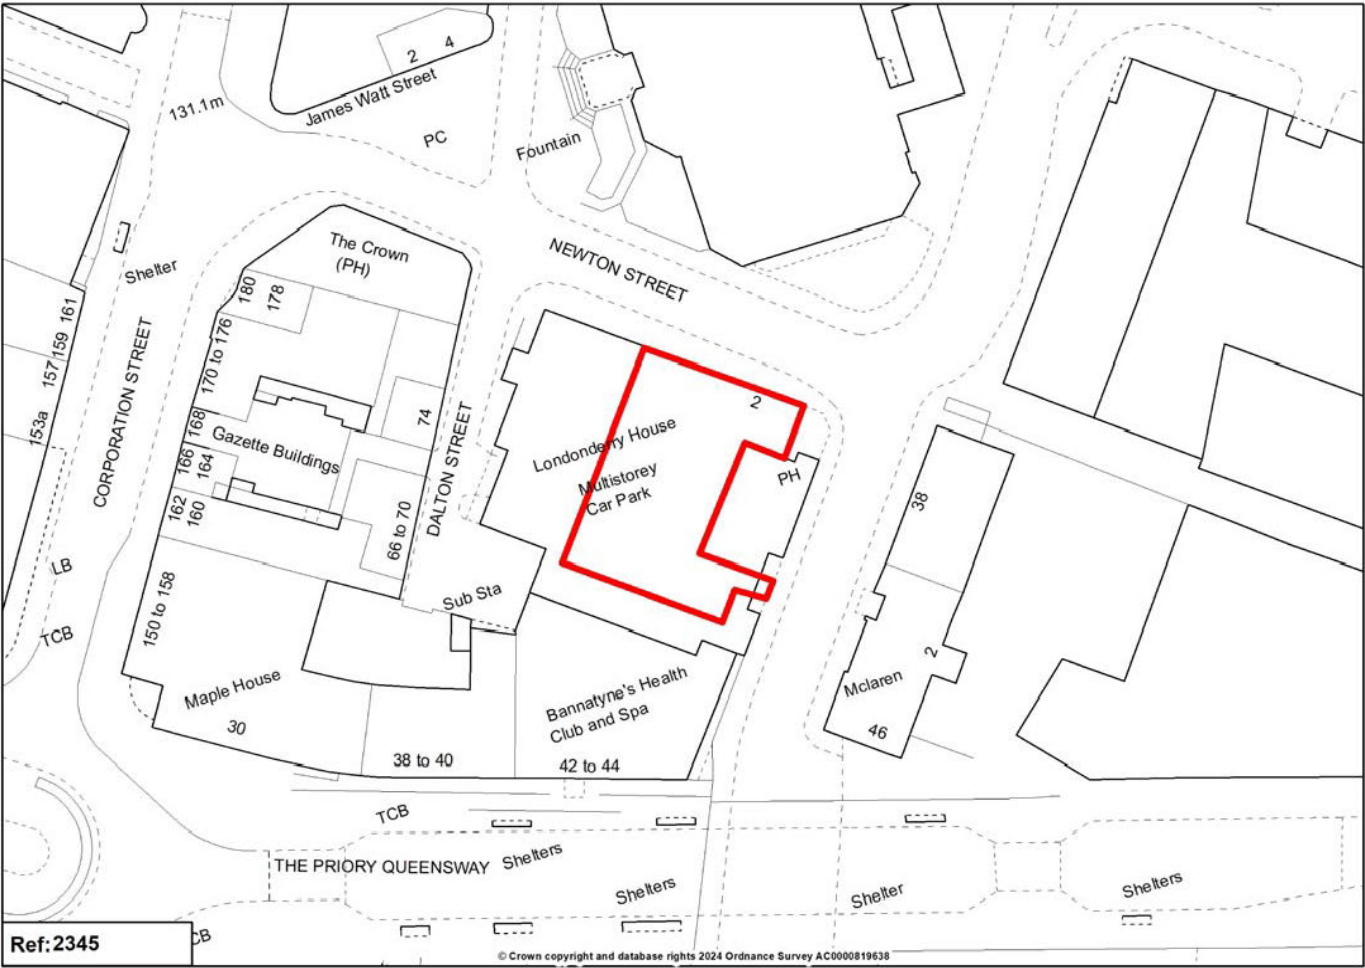 2 4
James Watt Street
131.1m
PC
Fountain
The Crown
(PH)
NEWTON STREET
Shelter
180
178
161
159
157
153a
170 to 176
CORPORATION STREET
168
Gazette Buildings
74
DALTON STREET
166
164
162
160
66 to 70
2
Londonderry House
Multistorey
Car Park
PH
38
LB
TCB
150 to 158
Sub Sta
Maple House
30
38 to 40
Bannatyne's Health
Club and Spa
42 to 44
2
Mclaren
46
TCB
THE PRIORY QUEENSWAY
Shelters
Shelters
Shelter
Shelters
CB
Ref:2345
© Crown copyright and database rights 2024 Ordnance Survey AC0000819638